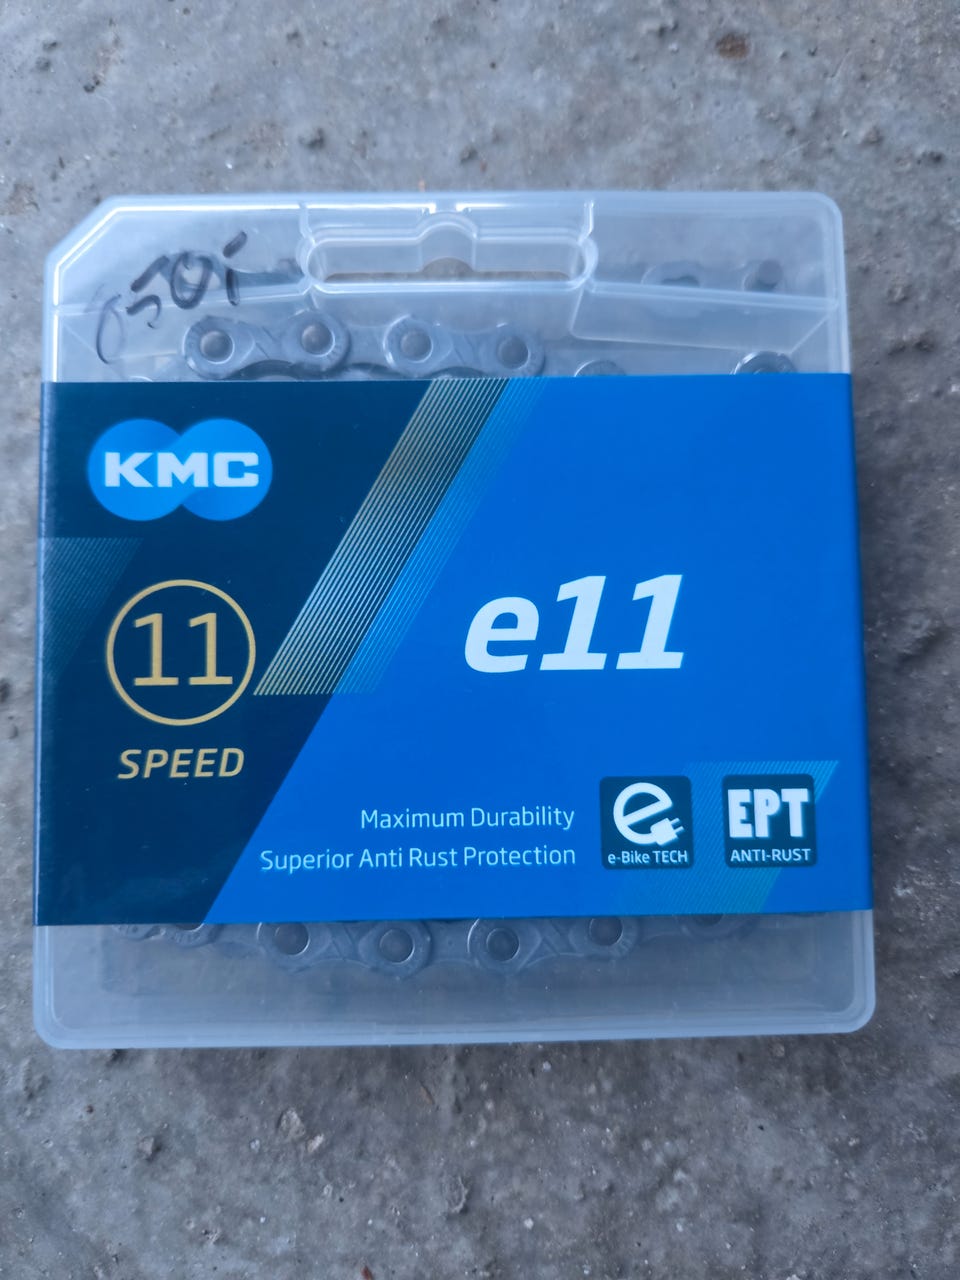 KMC
11
SPEED
e11
Maximum Durability
Superior Anti Rust Protection
e-Bike TECH
EPT
ANTI-RUST